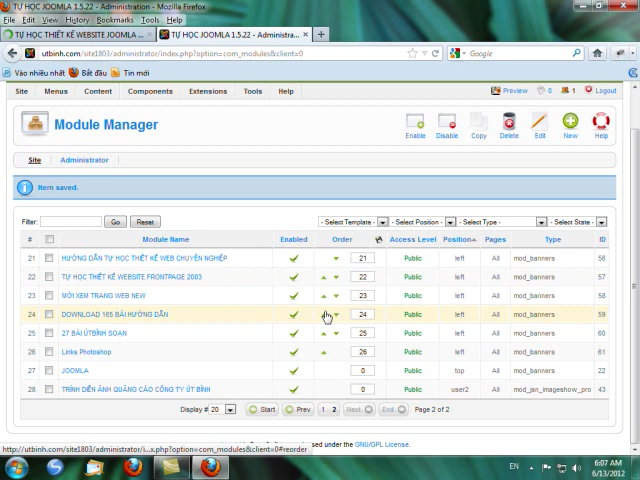 TỰ HỌC JOOMLA 1.5.22 - Administration - Mozilla Firefox
File Edit View History Bookmarks Tools Help
TỰ HỌC THIẾT KẾ WEBSITE JOOMLA ... TỰ HỌC JOOMLA 1.5.22 - Administra...
utbinh.com/site1803/administrator/index.php?option=com_modules&client=0 Google
Vào nhiều nhất Bắt đầu Tin mới
Site Menus Content Components Extensions Tools Help Preview 0 1 Logout
Module Manager
Enable Disable Copy Delete Edit New Help
Site Administrator
Item saved.
Filter: Go Reset - Select Template - - Select Position - - Select Type - - Select State -
# Module Name Enabled Order Access Level Position Pages Type ID
21 HƯỚNG DẪN TỰ HỌC THIẾT KẾ WEB CHUYÊN NGHIỆP 21 Public left All mod_banners 56
22 TỰ HỌC THIẾT KẾ WEBSITE FRONTPAGE 2003 22 Public left All mod_banners 57
23 MỜI XEM TRANG WEB NEW 23 Public left All mod_banners 58
24 DOWNLOAD 165 BÀI HƯỚNG DẪN 24 Public left All mod_banners 59
25 27 BÀI ÚTBÌNH SOẠN 25 Public left All mod_banners 60
26 Links Photoshop 26 Public left All mod_banners 61
27 JOOMLA 0 Public top All mod_banners 22
28 TRÌNH DIỄN ẢNH QUẢNG CÁO CÔNG TY ÚT BÌNH 0 Public user2 All mod_jsn_imageshow_pro 43
Display # 20 Start Prev 1 2 Next End Page 2 of 2
http://utbinh.com/site1803/administrator/i...x.php?option=com_modules&client=0#reorder
under the GNU/GPL License.
EN 6:07 AM
6/13/2012